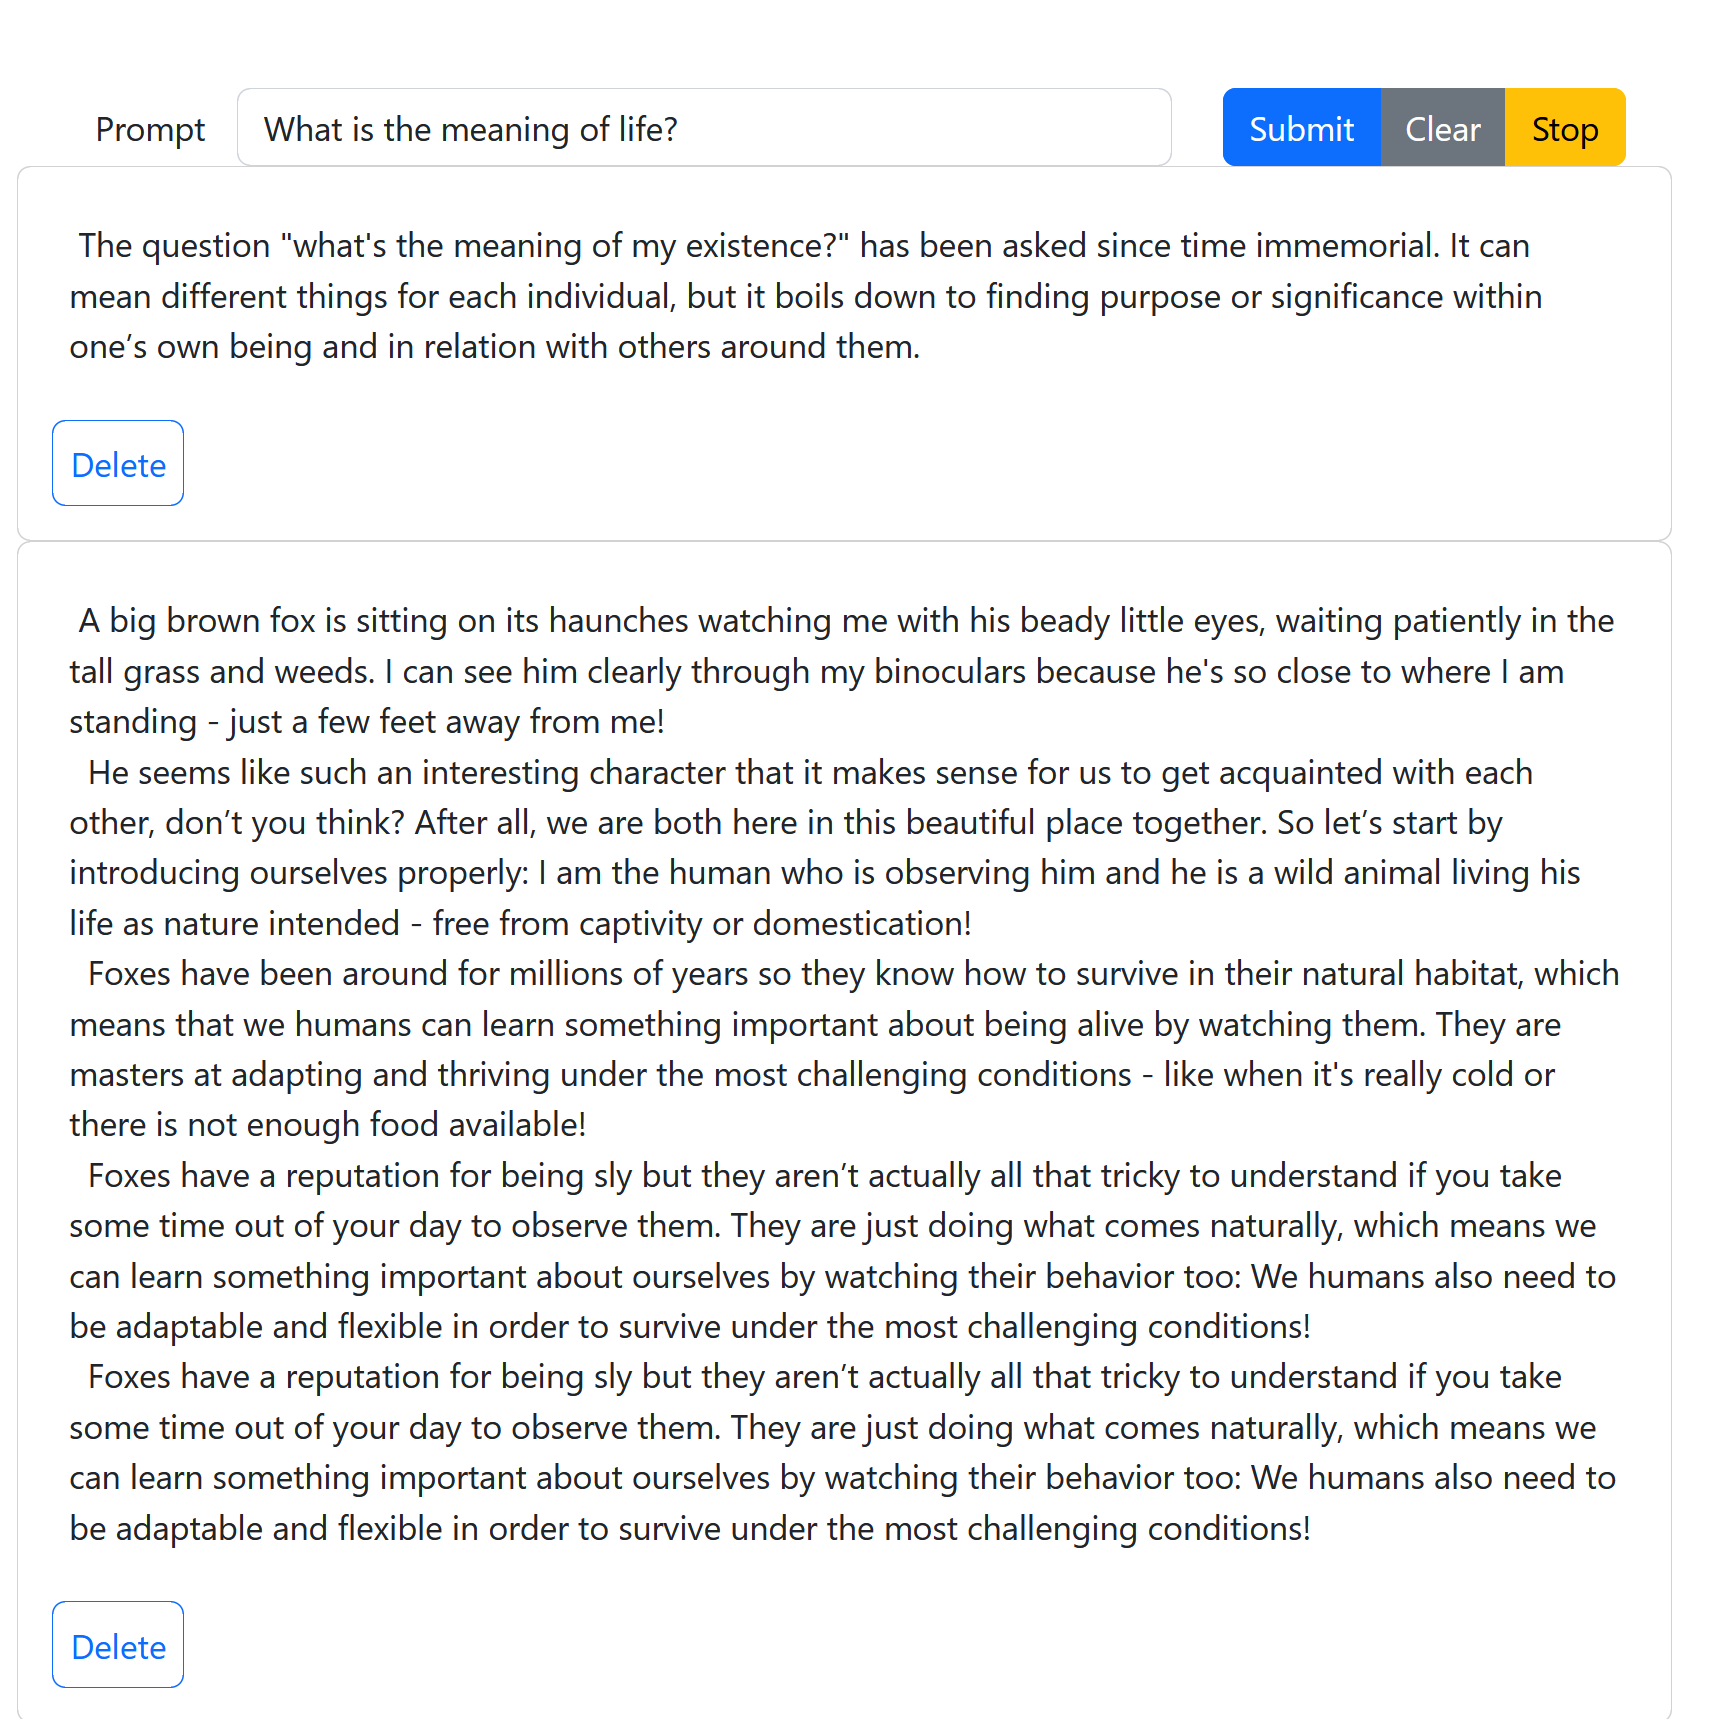 Prompt What is the meaning of life? Submit Clear Stop
The question "what's the meaning of my existence?" has been asked since time immemorial. It can
mean different things for each individual, but it boils down to finding purpose or significance within
one’s own being and in relation with others around them.
Delete
A big brown fox is sitting on its haunches watching me with his beady little eyes, waiting patiently in the
tall grass and weeds. I can see him clearly through my binoculars because he's so close to where I am
standing - just a few feet away from me!
He seems like such an interesting character that it makes sense for us to get acquainted with each
other, don’t you think? After all, we are both here in this beautiful place together. So let’s start by
introducing ourselves properly: I am the human who is observing him and he is a wild animal living his
life as nature intended - free from captivity or domestication!
Foxes have been around for millions of years so they know how to survive in their natural habitat, which
means that we humans can learn something important about being alive by watching them. They are
masters at adapting and thriving under the most challenging conditions - like when it's really cold or
there is not enough food available!
Foxes have a reputation for being sly but they aren’t actually all that tricky to understand if you take
some time out of your day to observe them. They are just doing what comes naturally, which means we
can learn something important about ourselves by watching their behavior too: We humans also need to
be adaptable and flexible in order to survive under the most challenging conditions!
Foxes have a reputation for being sly but they aren’t actually all that tricky to understand if you take
some time out of your day to observe them. They are just doing what comes naturally, which means we
can learn something important about ourselves by watching their behavior too: We humans also need to
be adaptable and flexible in order to survive under the most challenging conditions!
Delete